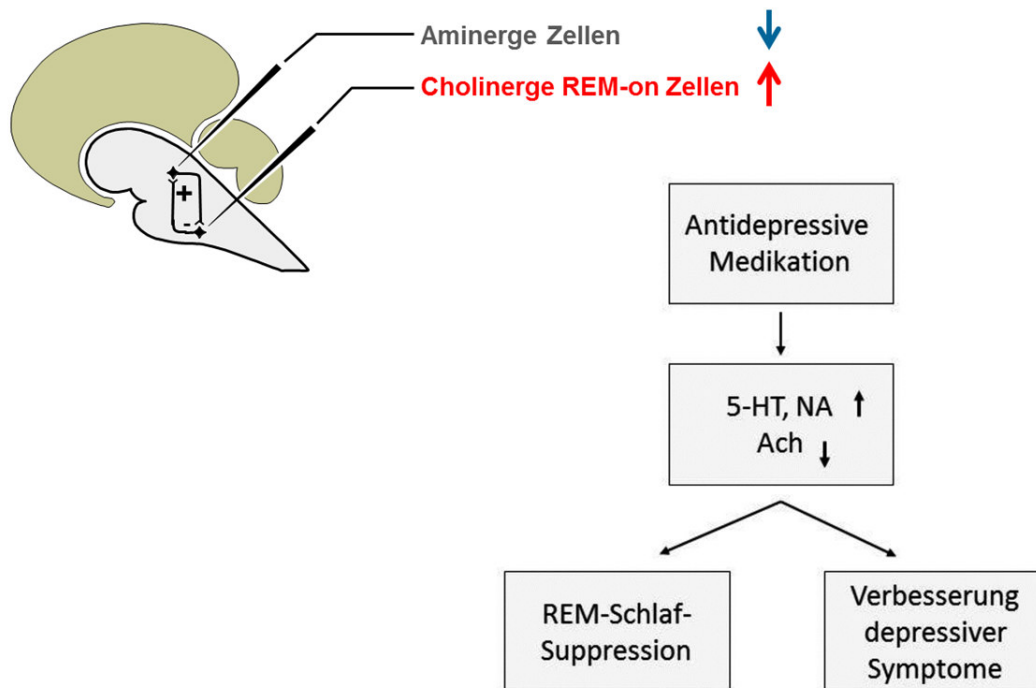 Aminerge Zellen
Cholinerge REM-on Zellen
+
-
Antidepressive
Medikation
5-HT, NA
Ach
REM-Schlaf-
Suppression
Verbesserung
depressiver
Symptome